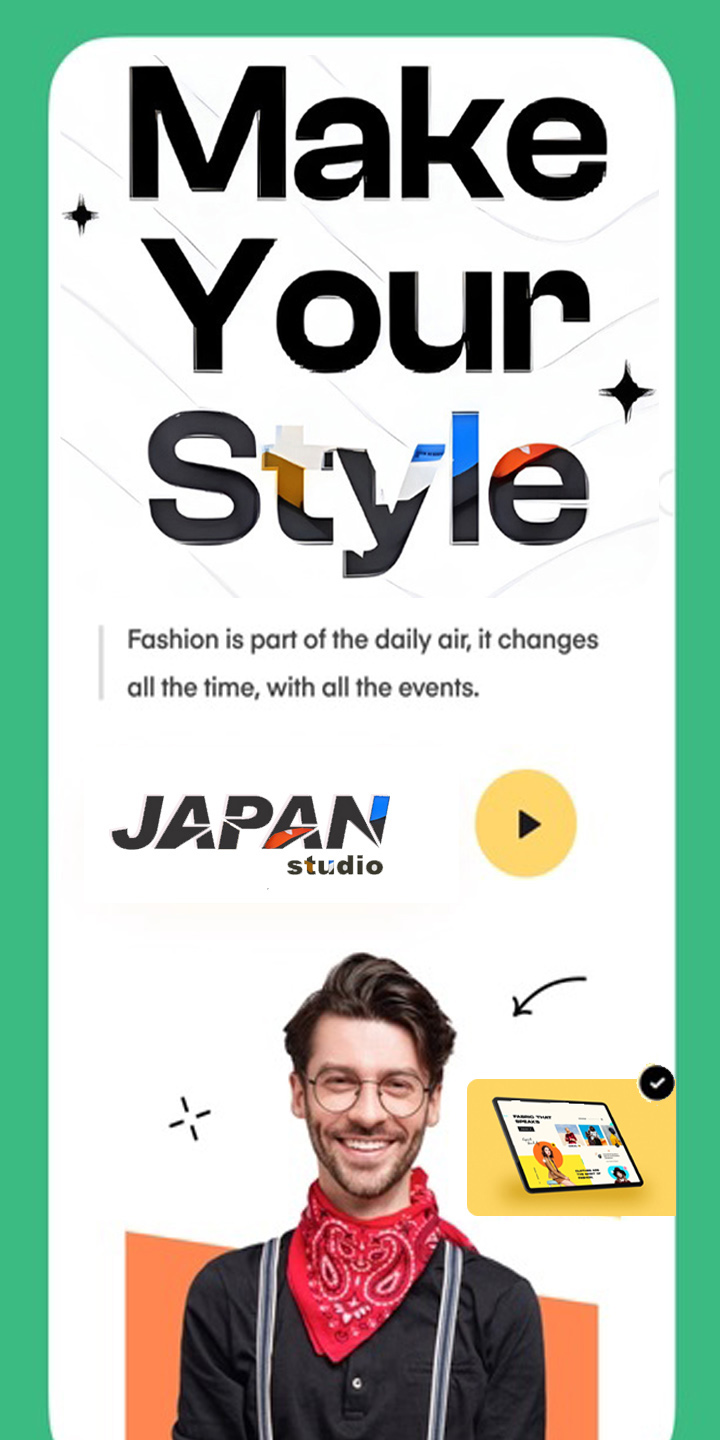 Make
Your
Style
Fashion is part of the daily air, it changes
all the time, with all the events.
JAPAN
studio
FABRIC THAT
SPEAKS